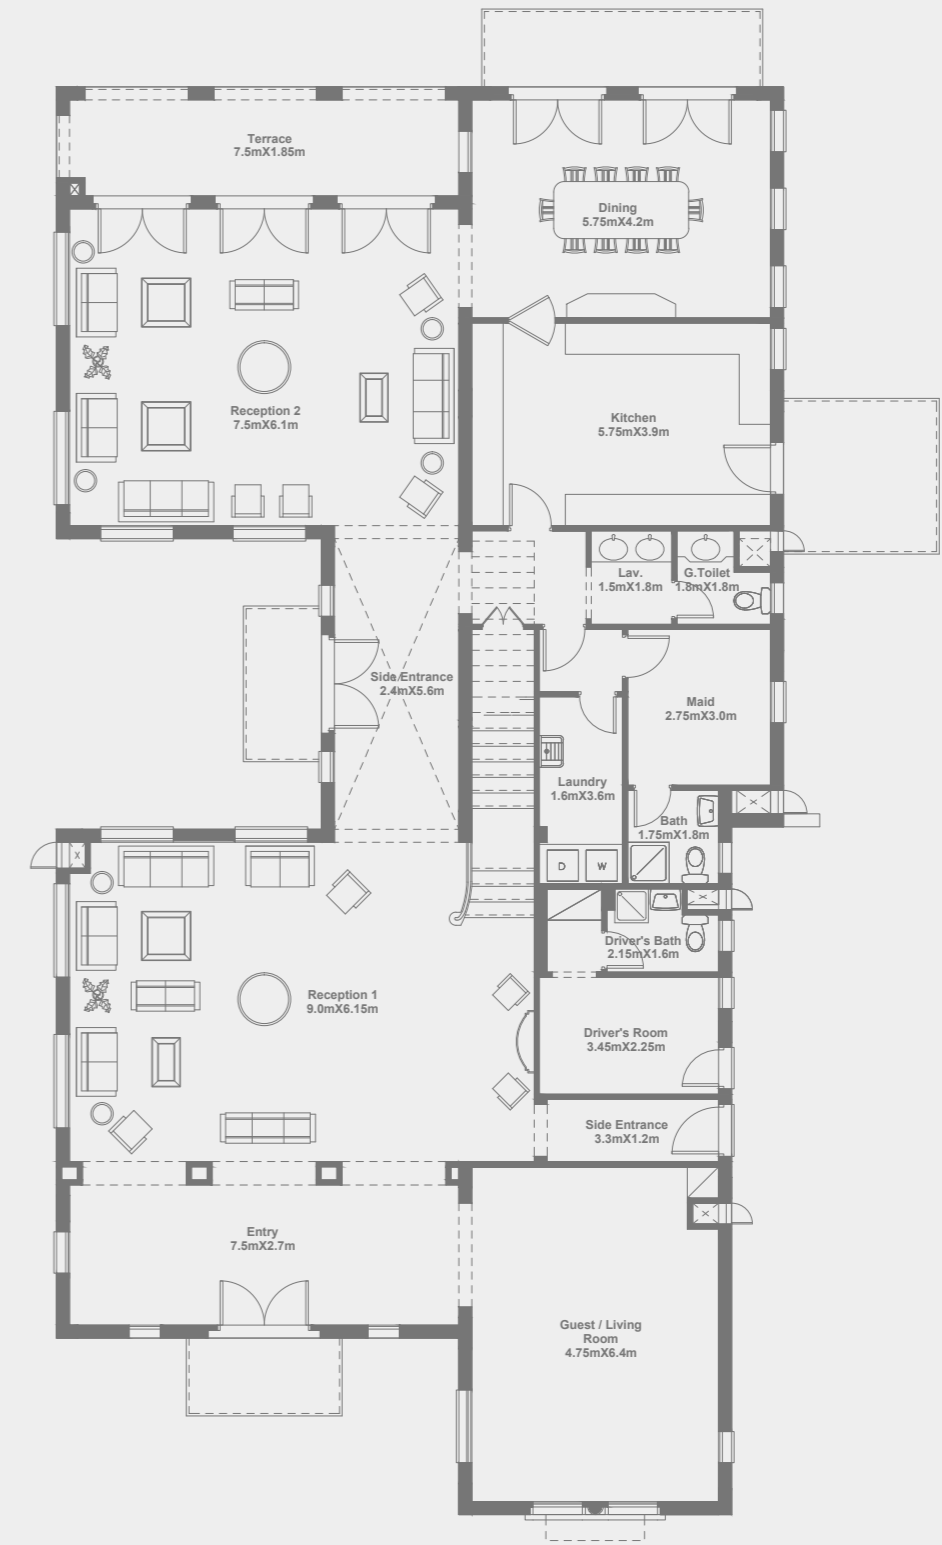 Terrace
7.5mX1.85m
Dining
5.75mX4.2m
Reception 2
7.5mX6.1m
Kitchen
5.75mX3.9m
Lav.
1.5mX1.8m
G.Toilet
1.8mX1.8m
Side Entrance
2.4mX5.6m
Maid
2.75mX3.0m
Laundry
1.6mX3.6m
Bath
1.75mX1.8m
D
W
Driver's Bath
2.15mX1.6m
Reception 1
9.0mX6.15m
Driver's Room
3.45mX2.25m
Side Entrance
3.3mX1.2m
Entry
7.5mX2.7m
Guest / Living
Room
4.75mX6.4m